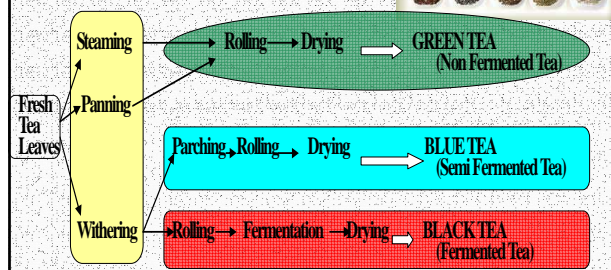 Steaming Rolling Drying GREEN TEA
(Non Fermented Tea)
Fresh
Tea
Leaves
Panning
Parching Rolling Drying BLUE TEA
(Semi Fermented Tea)
Withering Rolling Fermentation Drying BLACK TEA
(Fermented Tea)